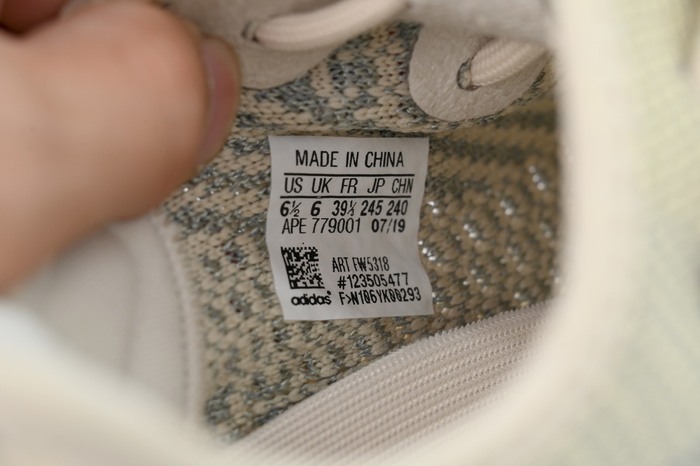 MADE IN CHINA
US UK FR JP CHN
6½ 6 39⅓ 245 240
APE 779001 07/19
ART FW5318
#123505477
adidas® F>N106YK00293